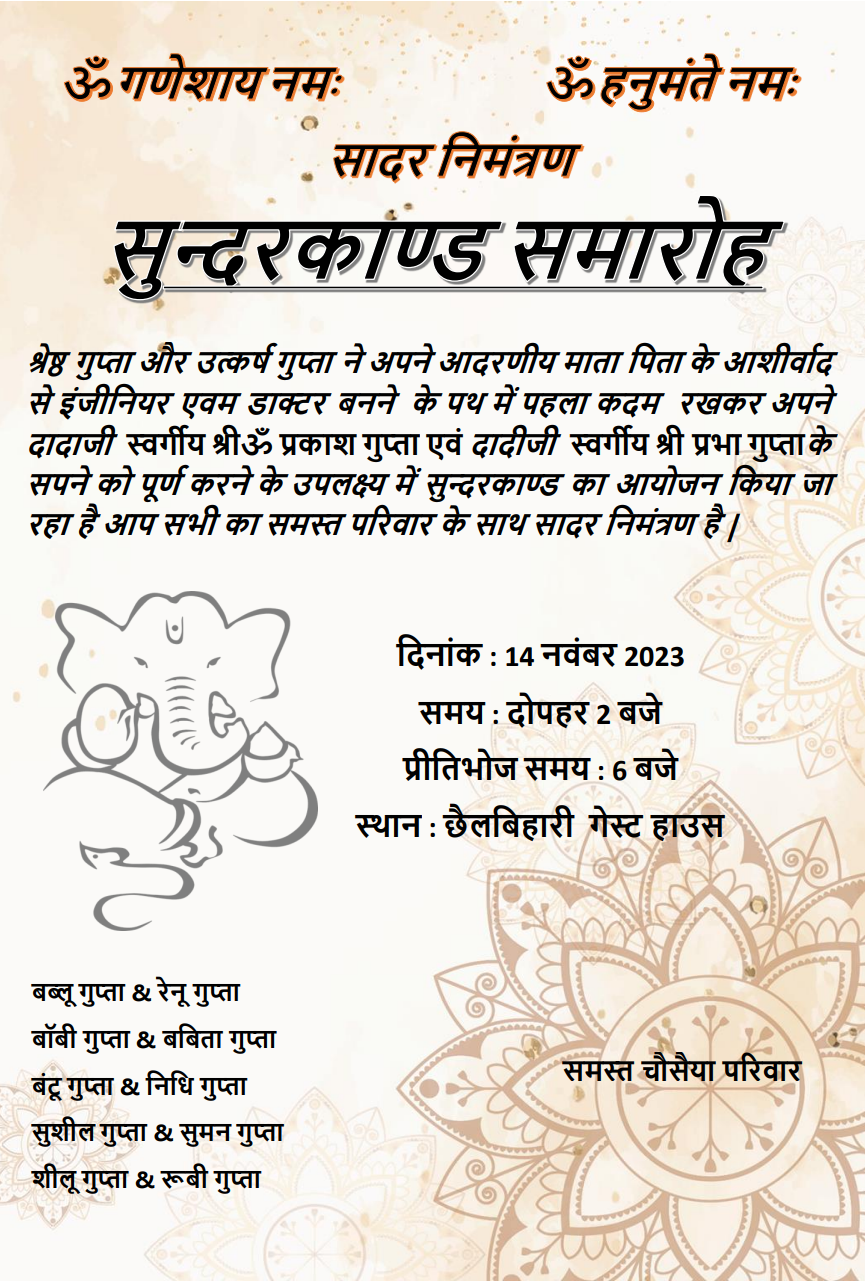 ॐ गणेशाय नमः ॐ हनुमंते नमः
सादर निमंत्रण
सुन्दरकाण्ड समारोह
श्रेष्ठ गुप्ता और उत्कर्ष गुप्ता ने अपने आदरणीय माता पिता के आशीर्वाद
से इंजीनियर एवम डाक्टर बनने के पथ में पहला कदम रखकर अपने
दादाजी स्वर्गीय श्रीॐ प्रकाश गुप्ता एवं दादीजी स्वर्गीय श्री प्रभा गुप्ता के
सपने को पूर्ण करने के उपलक्ष्य में सुन्दरकाण्ड का आयोजन किया जा
रहा है आप सभी का समस्त परिवार के साथ सादर निमंत्रण है |
दिनांक : 14 नवंबर 2023
समय : दोपहर 2 बजे
प्रीतिभोज समय : 6 बजे
स्थान : छैलबिहारी गेस्ट हाउस
बब्लू गुप्ता & रेनू गुप्ता
बॉबी गुप्ता & बबिता गुप्ता
बंटू गुप्ता & निधि गुप्ता
सुशील गुप्ता & सुमन गुप्ता
शीलू गुप्ता & रूबी गुप्ता
समस्त चौसैया परिवार